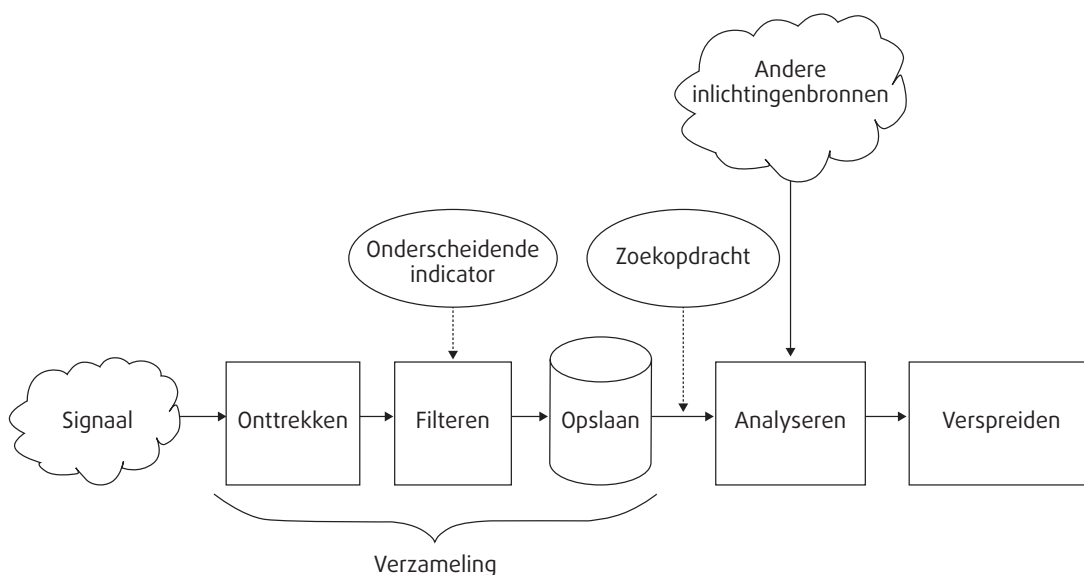 Andere
inlichtingenbronnen
Onderscheidende
indicator
Zoekopdracht
Signaal
Onttrekken
Filteren
Opslaan
Analyseren
Verspreiden
Verzameling